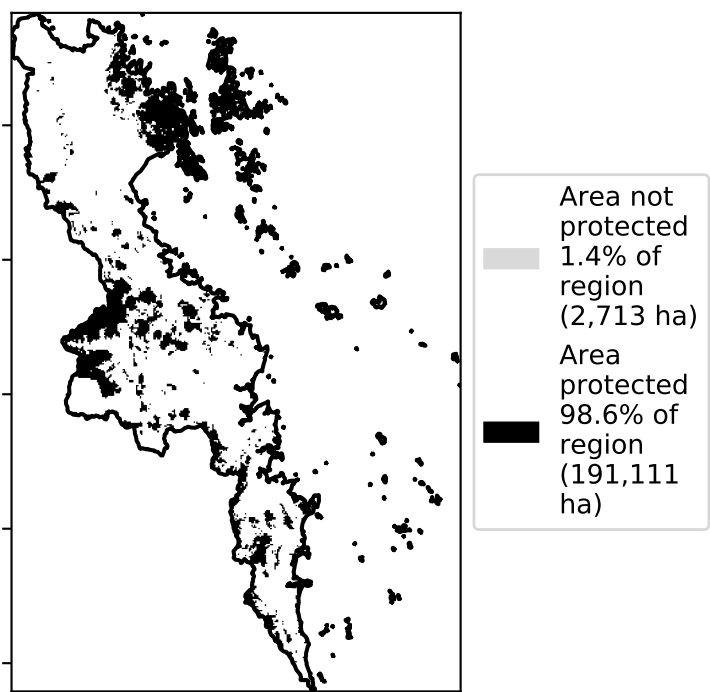 Area not
protected
1.4% of
region
(2,713 ha)
Area
protected
98.6% of
region
(191,111
ha)